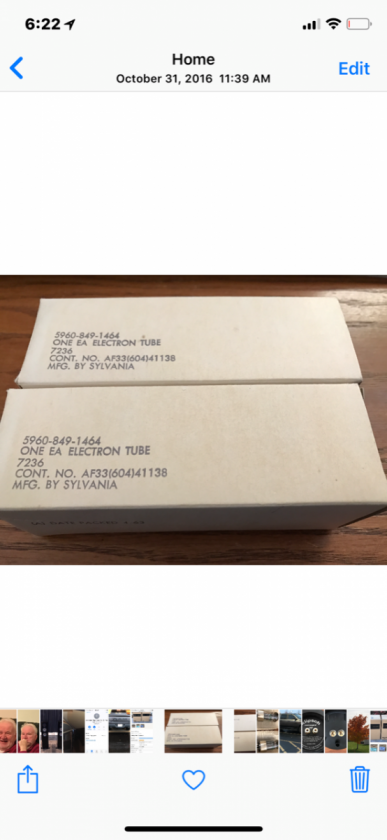 6:22
Home
October 31, 2016 11:39 AM
Edit
5960-849-1464
ONE EA ELECTRON TUBE
7236
CONT. NO. AF33(604)41138
MFG. BY SYLVANIA
5960-849-1464
ONE EA ELECTRON TUBE
7236
CONT. NO. AF33(604)41138
MFG. BY SYLVANIA